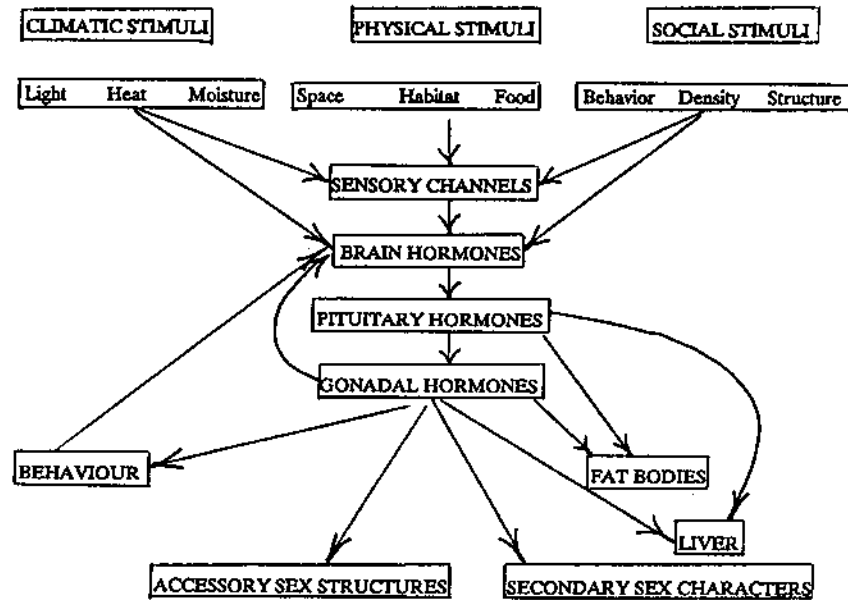 CLIMATIC STIMULI
PHYSICAL STIMULI
SOCIAL STIMULI
Light Heat Moisture
Space Habitat Food
Behavior Density Structure
SENSORY CHANNELS
BRAIN HORMONES
PITUITARY HORMONES
GONADAL HORMONES
BEHAVIOUR
FAT BODIES
LIVER
ACCESSORY SEX STRUCTURES
SECONDARY SEX CHARACTERS